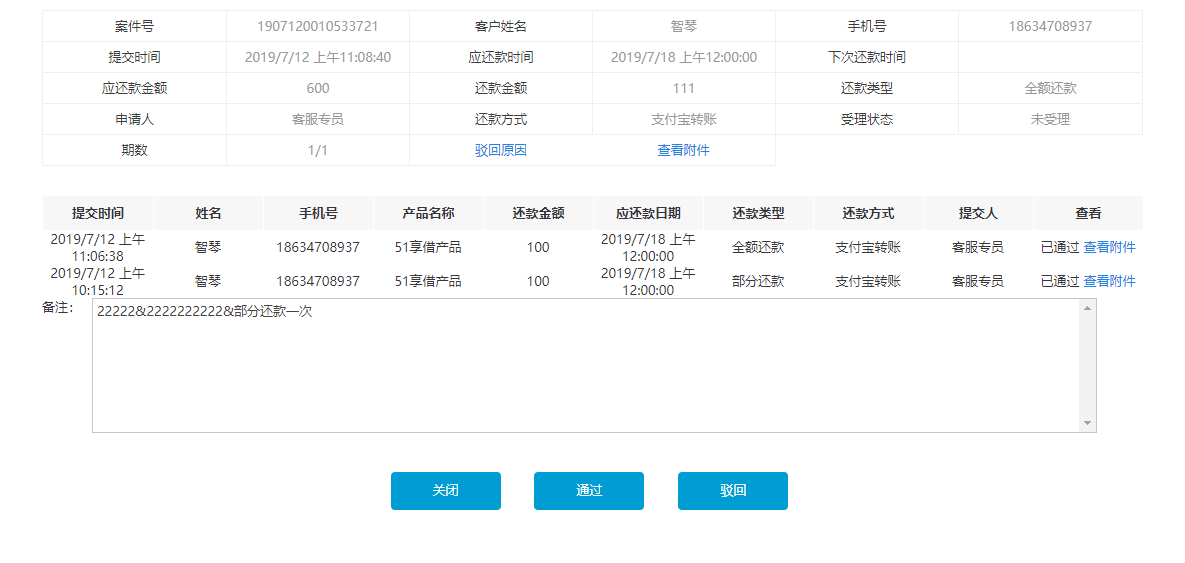 案件号 1907120010533721 客户姓名 智琴 手机号 18634708937
提交时间 2019/7/12 上午11:08:40 应还款时间 2019/7/18 上午12:00:00 下次还款时间
应还款金额 600 还款金额 111 还款类型 全额还款
申请人 客服专员 还款方式 支付宝转账 受理状态 未受理
期数 1/1 驳回原因 查看附件
提交时间 姓名 手机号 产品名称 还款金额 应还款日期 还款类型 还款方式 提交人 查看
2019/7/12 上午 11:06:38 智琴 18634708937 51享借产品 100 2019/7/18 上午 12:00:00 全额还款 支付宝转账 客服专员 已通过 查看附件
2019/7/12 上午 10:15:12 智琴 18634708937 51享借产品 100 2019/7/18 上午 12:00:00 部分还款 支付宝转账 客服专员 已通过 查看附件
备注： 22222&2222222222&部分还款一次
关闭 通过 驳回